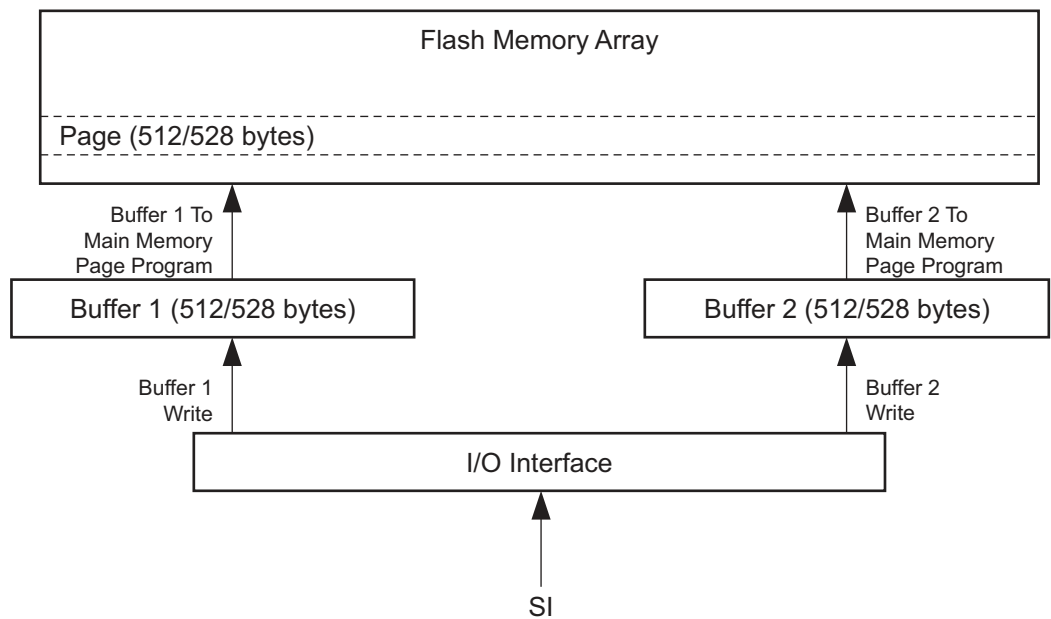 Flash Memory Array
Page (512/528 bytes)
Buffer 1 To
Main Memory
Page Program
Buffer 2 To
Main Memory
Page Program
Buffer 1 (512/528 bytes)
Buffer 2 (512/528 bytes)
Buffer 1
Write
Buffer 2
Write
I/O Interface
SI